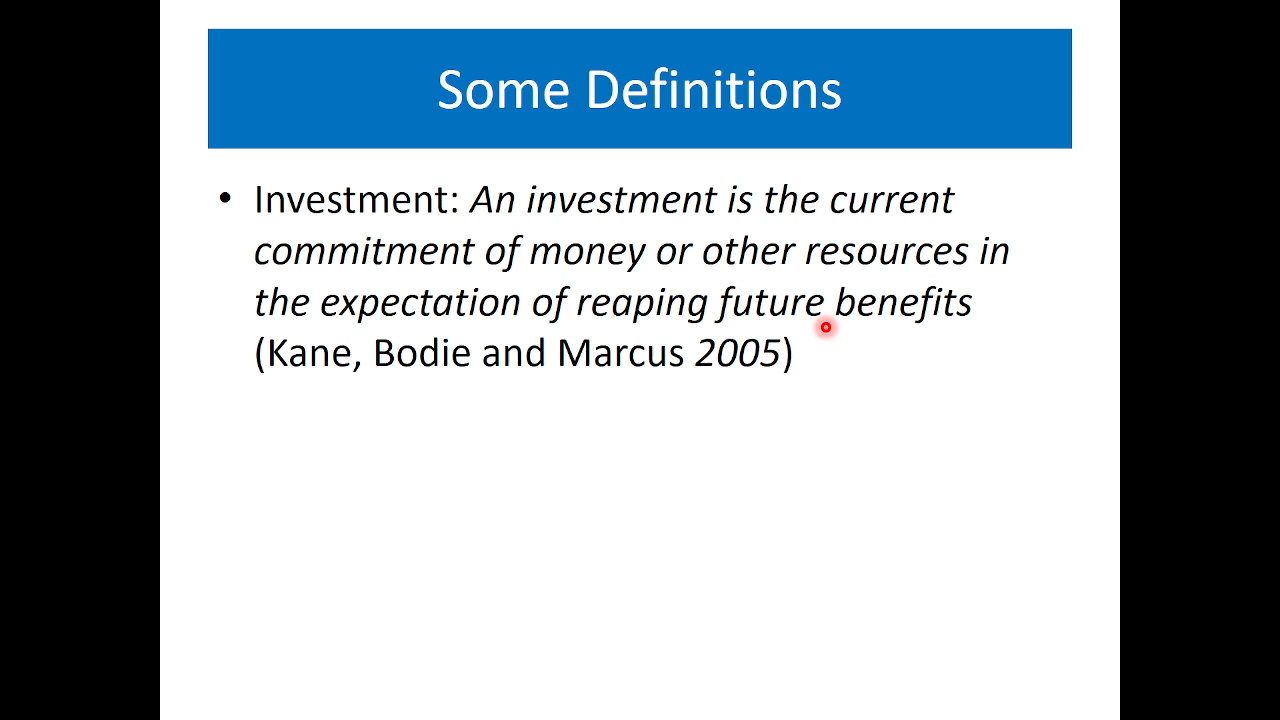 Some Definitions
• Investment: An investment is the current
commitment of money or other resources in
the expectation of reaping future benefits
(Kane, Bodie and Marcus 2005)